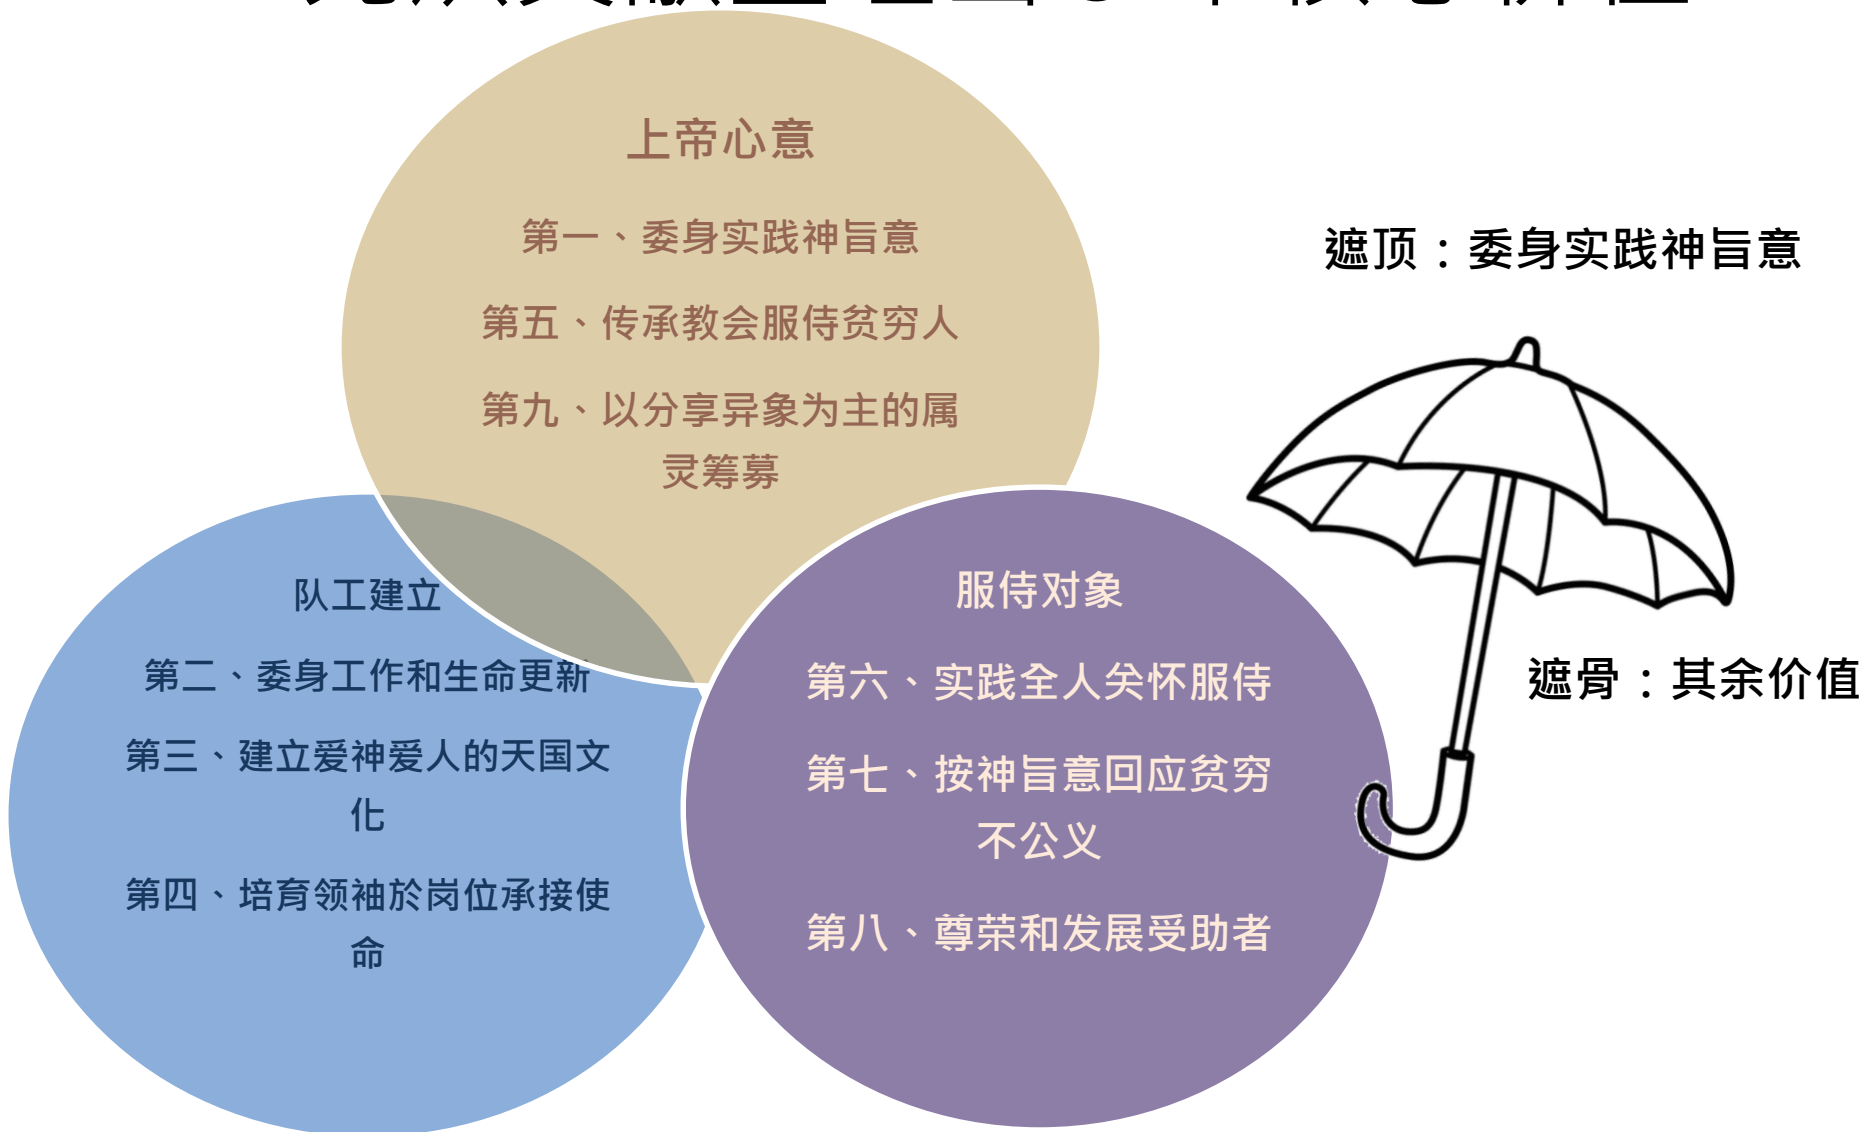 上帝心意
第一、委身实践神旨意
第五、传承教会服侍贫穷人
第九、以分享异象为主的属
灵筹募
遮顶：委身实践神旨意
队工建立
第二、委身工作和生命更新
第三、建立爱神爱人的天国文
化
第四、培育领袖於岗位承接使
命
服侍对象
第六、实践全人关怀服侍
第七、按神旨意回应贫穷
不公义
第八、尊荣和发展受助者
遮骨：其余价值